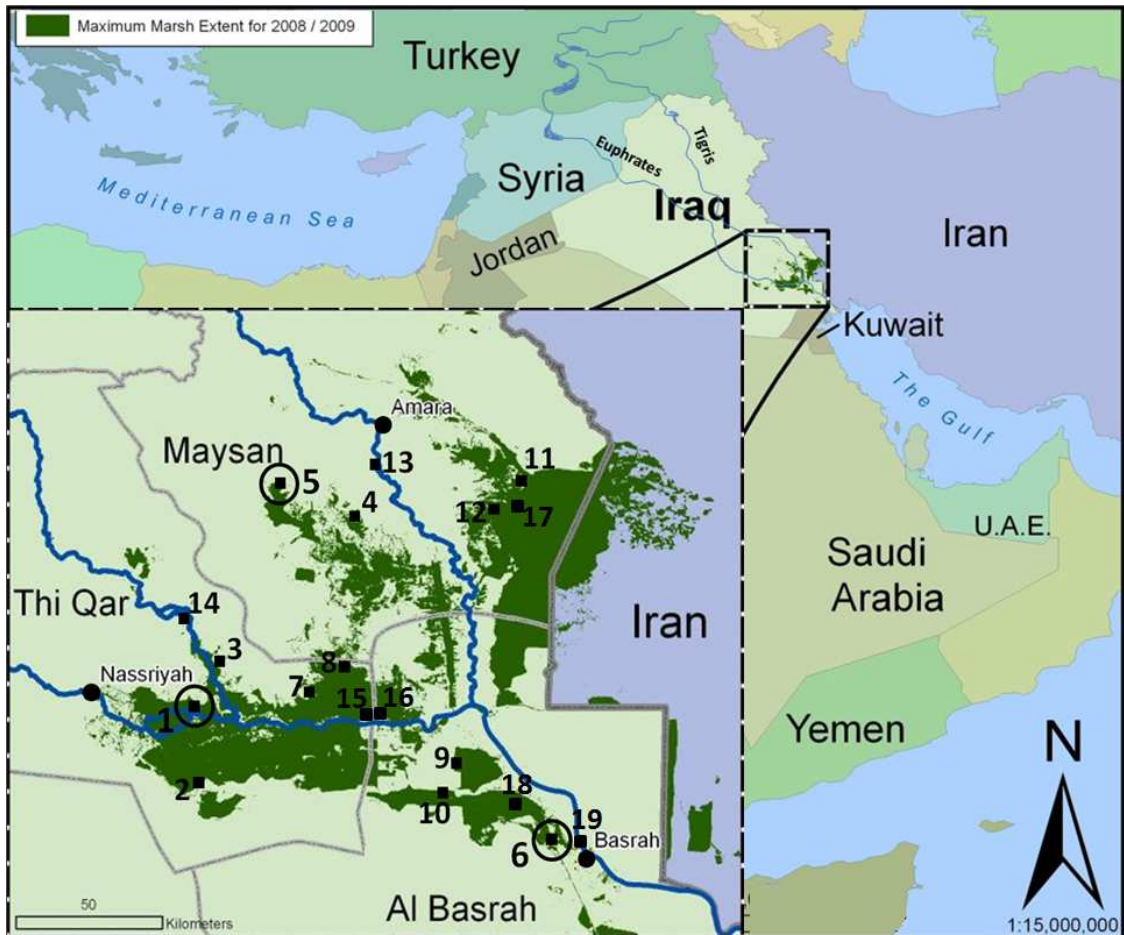 Maximum Marsh Extent for 2008 / 2009
Turkey
Mediterranean Sea
Syria
Euphrates
Tigris
Iraq
Jordan
Iran
Kuwait
The Gulf
Saudi
Arabia
U.A.E.
Yemen
N
1:15,000,000
Amara
Maysan
13
11
5
4
12
17
Thi Qar
14
3
Iran
Nassriyah
8
7
15
16
1
9
2
10
18
19
6
Basrah
Al Basrah
50
Kilometers